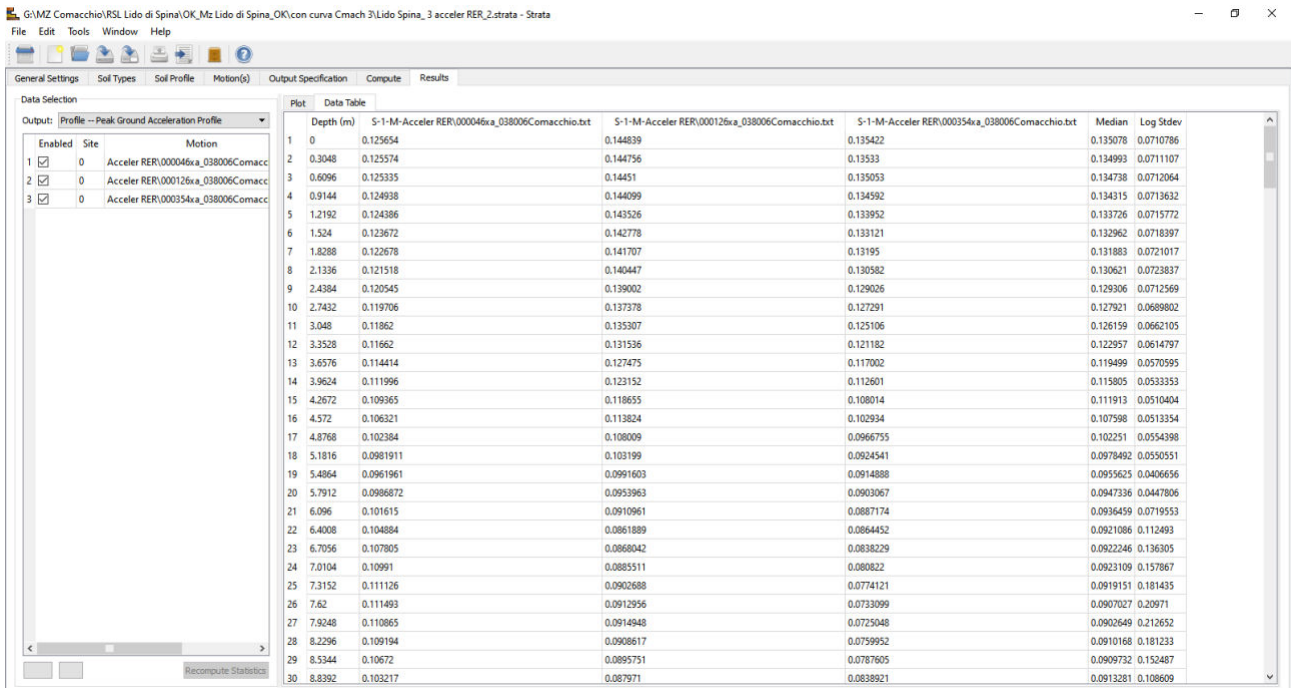 G:\MZ Comacchio\RSL Lido di Spina\OK_Mz Lido di Spina_OK\con curva Cmach 3\Lido Spina_ 3 acceler RER_2.strata - Strata
File Edit Tools Window Help
General Settings Soil Types Soil Profile Motion(s) Output Specification Compute Results
Data Selection
Output: Profile -- Peak Ground Acceleration Profile
Enabled Site Motion
1 0 Acceler RER\000046xa_038006Comacc
2 0 Acceler RER\000126xa_038006Comacc
3 0 Acceler RER\000354xa_038006Comacc
Recompute Statistics
Plot Data Table
Depth (m) S-1-M-Acceler RER\000046xa_038006Comacchio.txt S-1-M-Acceler RER\000126xa_038006Comacchio.txt S-1-M-Acceler RER\000354xa_038006Comacchio.txt Median Log Stdev
1 0 0.125654 0.144839 0.135422 0.135078 0.0710786
2 0.3048 0.125574 0.144756 0.13533 0.134993 0.0711107
3 0.6096 0.125335 0.14451 0.135053 0.134738 0.0712064
4 0.9144 0.124938 0.144099 0.134592 0.134315 0.0713632
5 1.2192 0.124386 0.143526 0.133952 0.133726 0.0715772
6 1.524 0.123672 0.142778 0.133121 0.132962 0.0718397
7 1.8288 0.122678 0.141707 0.13195 0.131883 0.0721017
8 2.1336 0.121518 0.140447 0.130582 0.130621 0.0723837
9 2.4384 0.120545 0.139002 0.129026 0.129306 0.0712569
10 2.7432 0.119706 0.137378 0.127291 0.127921 0.0689802
11 3.048 0.11862 0.135307 0.125106 0.126159 0.0662105
12 3.3528 0.11662 0.131536 0.121182 0.122957 0.0614797
13 3.6576 0.114414 0.127475 0.117002 0.119499 0.0570595
14 3.9624 0.111996 0.123152 0.112601 0.115805 0.0533353
15 4.2672 0.109365 0.118655 0.108014 0.111913 0.0510404
16 4.572 0.106321 0.113824 0.102934 0.107598 0.0513354
17 4.8768 0.102384 0.108009 0.0966755 0.102251 0.0554398
18 5.1816 0.0981911 0.103199 0.0924541 0.0978492 0.0550551
19 5.4864 0.0961961 0.0991603 0.0914888 0.0955625 0.0406656
20 5.7912 0.0986872 0.0953963 0.0903067 0.0947336 0.0447806
21 6.096 0.101615 0.0910961 0.0887174 0.0936459 0.0719553
22 6.4008 0.104884 0.0861889 0.0864452 0.0921086 0.112493
23 6.7056 0.107805 0.0868042 0.0838229 0.0922246 0.136305
24 7.0104 0.10991 0.0885511 0.080822 0.0923109 0.157867
25 7.3152 0.111126 0.0902688 0.0774121 0.0919151 0.181435
26 7.62 0.111493 0.0912956 0.0733099 0.0907027 0.20971
27 7.9248 0.110865 0.0914948 0.0725048 0.0902649 0.212652
28 8.2296 0.109194 0.0908617 0.0759952 0.0910168 0.181233
29 8.5344 0.10672 0.0895751 0.0787605 0.0909732 0.152487
30 8.8392 0.103217 0.087971 0.0838921 0.0913281 0.108609